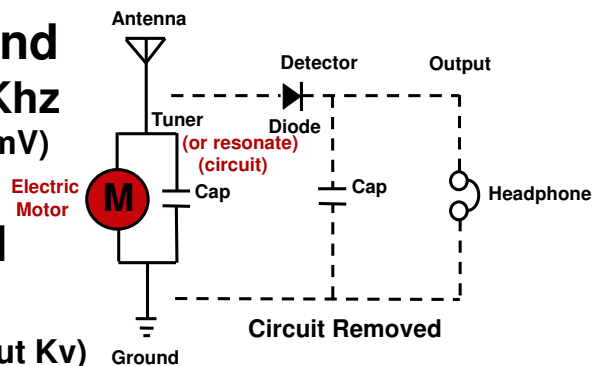 Antenna
nd
Khz
mV)
Detector
Output
Tuner
Diode
(or resonate)
(circuit)
Electric
Motor
M
Cap
Cap
Headphone
Circuit Removed
ut Kv)
Ground